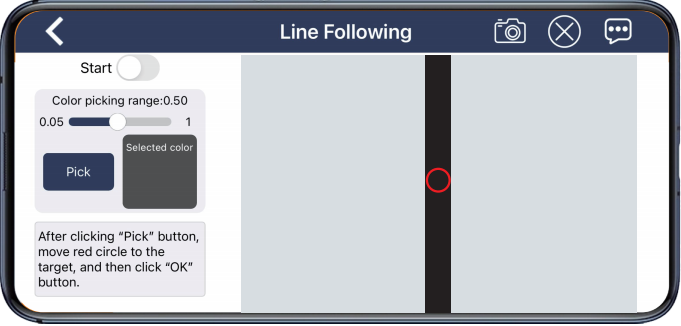 Line Following
Start
Color picking range:0.50
0.05 1
Pick
Selected color
After clicking “Pick” button,
move red circle to the
target, and then click “OK”
button.